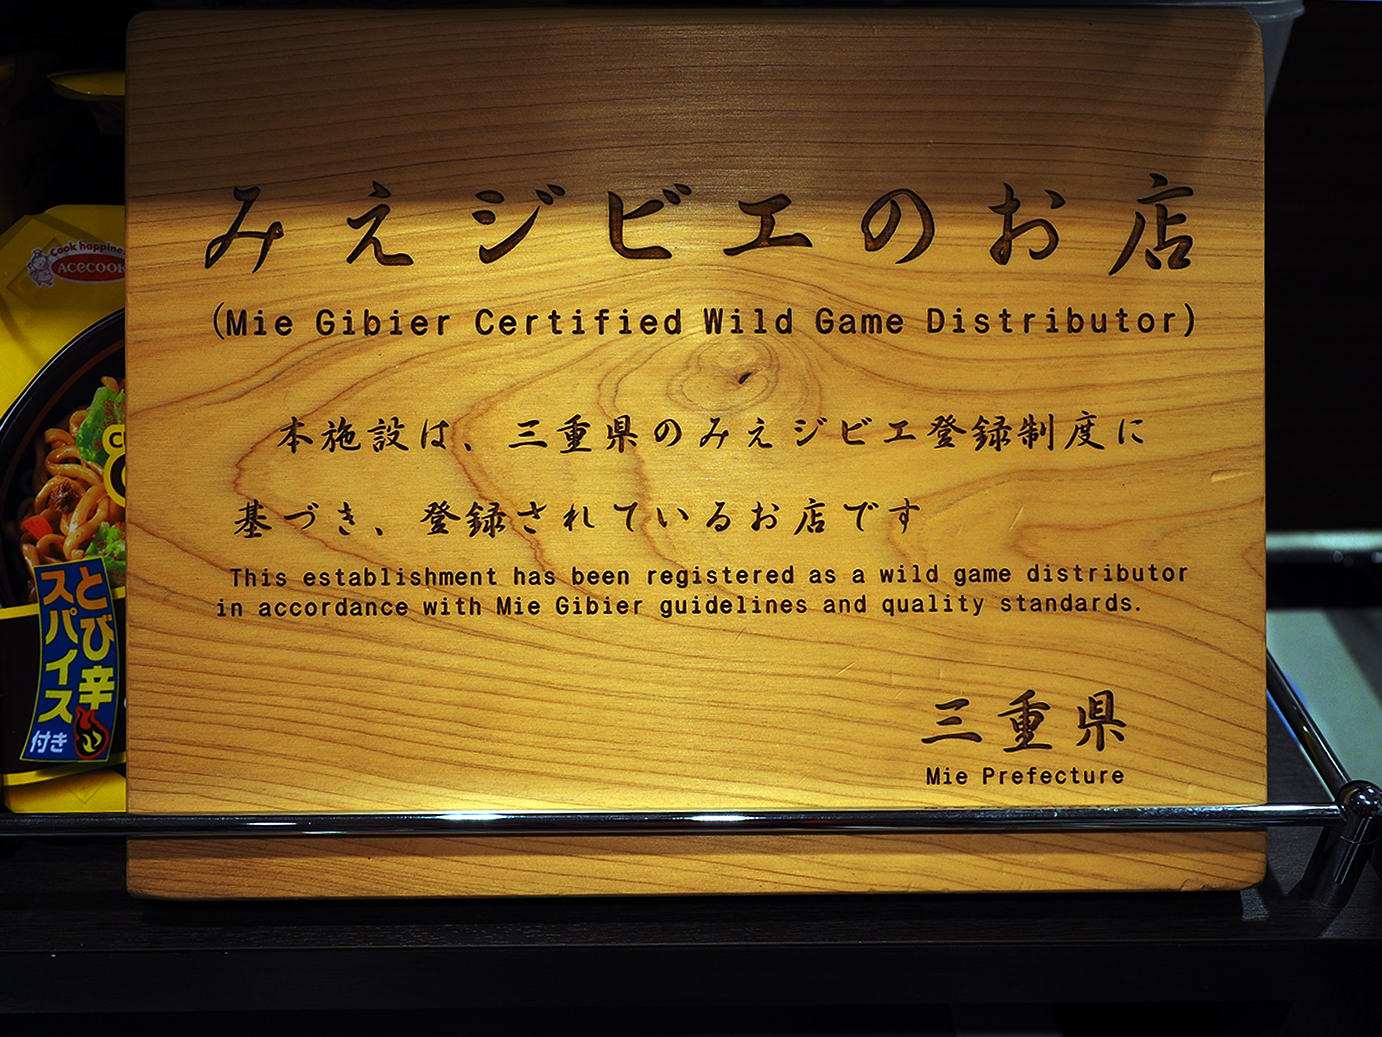 みえジビエのお店
(Mie Gibier Certified Wild Game Distributor)
本施設は、三重県のみえジビエ登録制度に
基づき、登録されているお店です
This establishment has been registered as a wild game distributor
in accordance with Mie Gibier guidelines and quality standards.
三重県
Mie Prefecture
Cook happiness
Acecook
とび辛
スパイス
付き